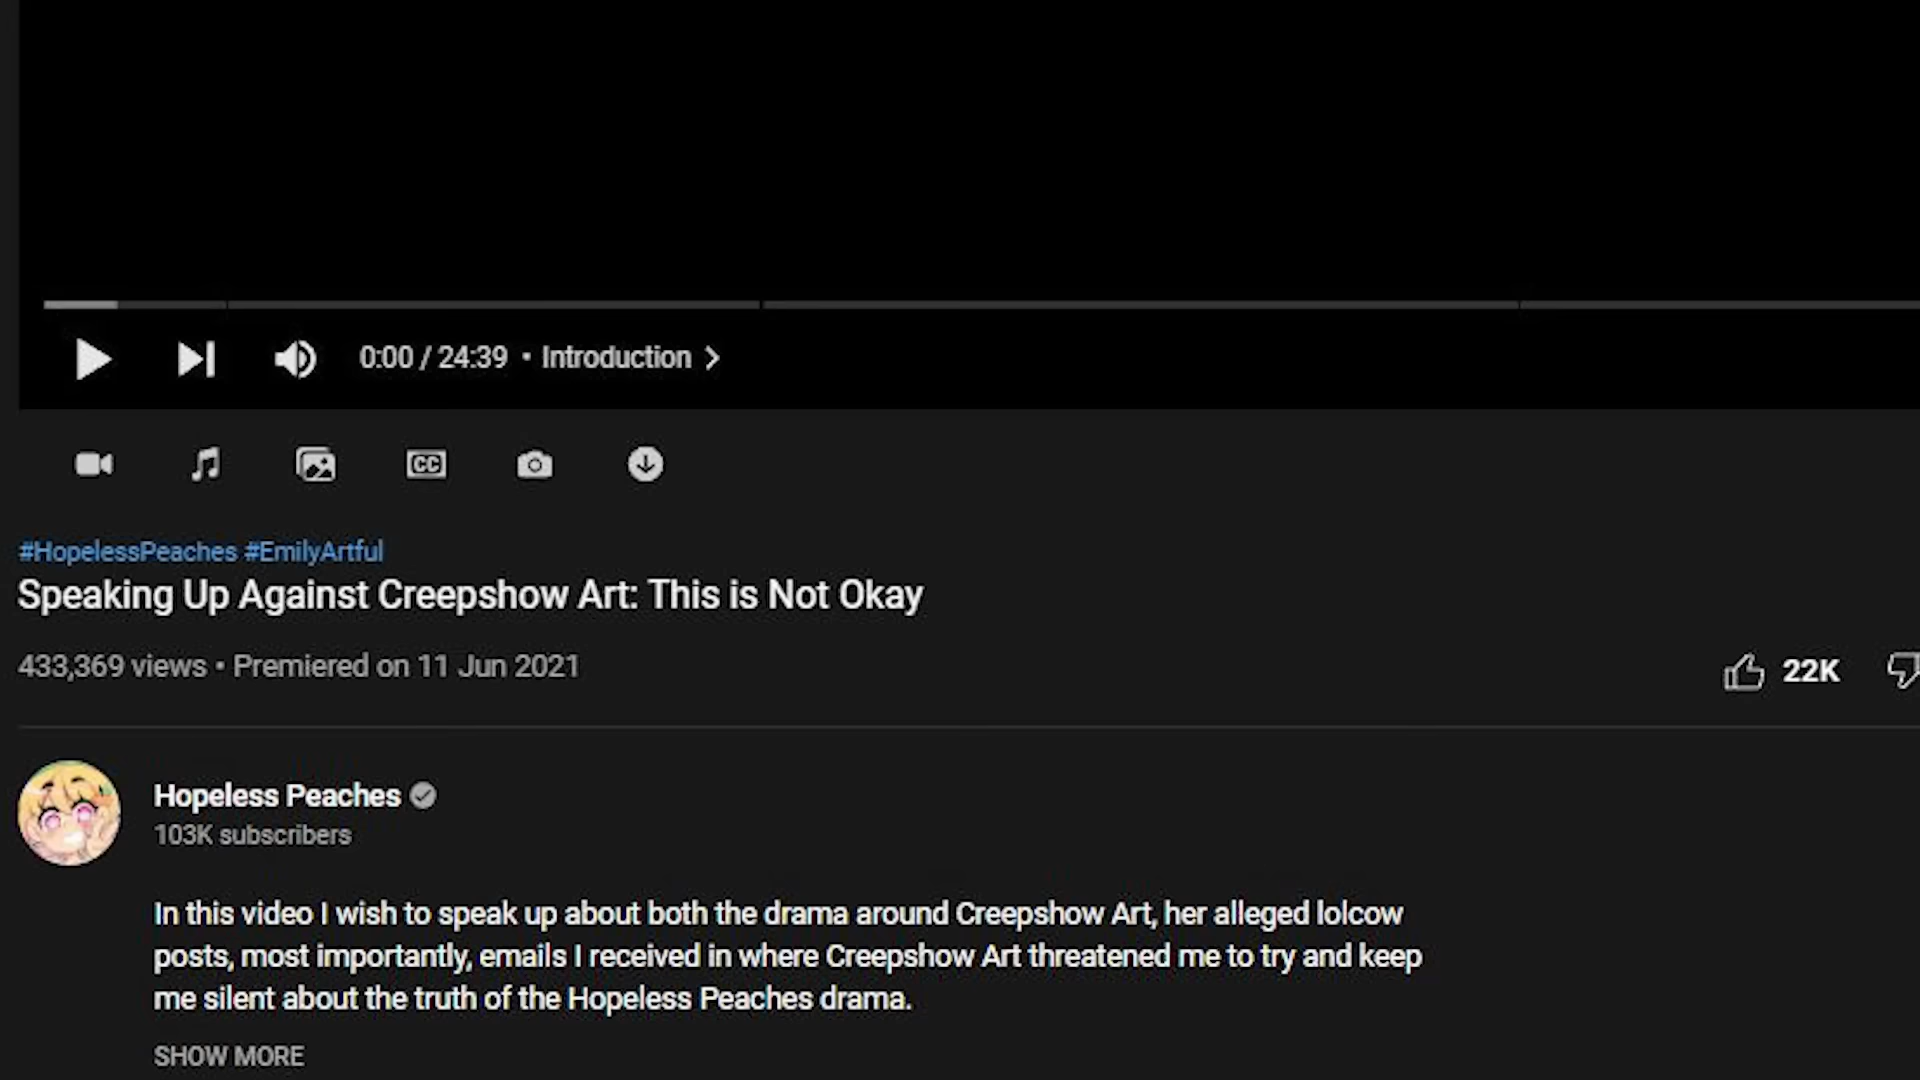 0:00 / 24:39 • Introduction
CC
#HopelessPeaches #EmilyArtful
Speaking Up Against Creepshow Art: This is Not Okay
433,369 views • Premiered on 11 Jun 2021
22K
Hopeless Peaches
103K subscribers
In this video I wish to speak up about both the drama around Creepshow Art, her alleged lolcow
posts, most importantly, emails I received in where Creepshow Art threatened me to try and keep
me silent about the truth of the Hopeless Peaches drama.
SHOW MORE